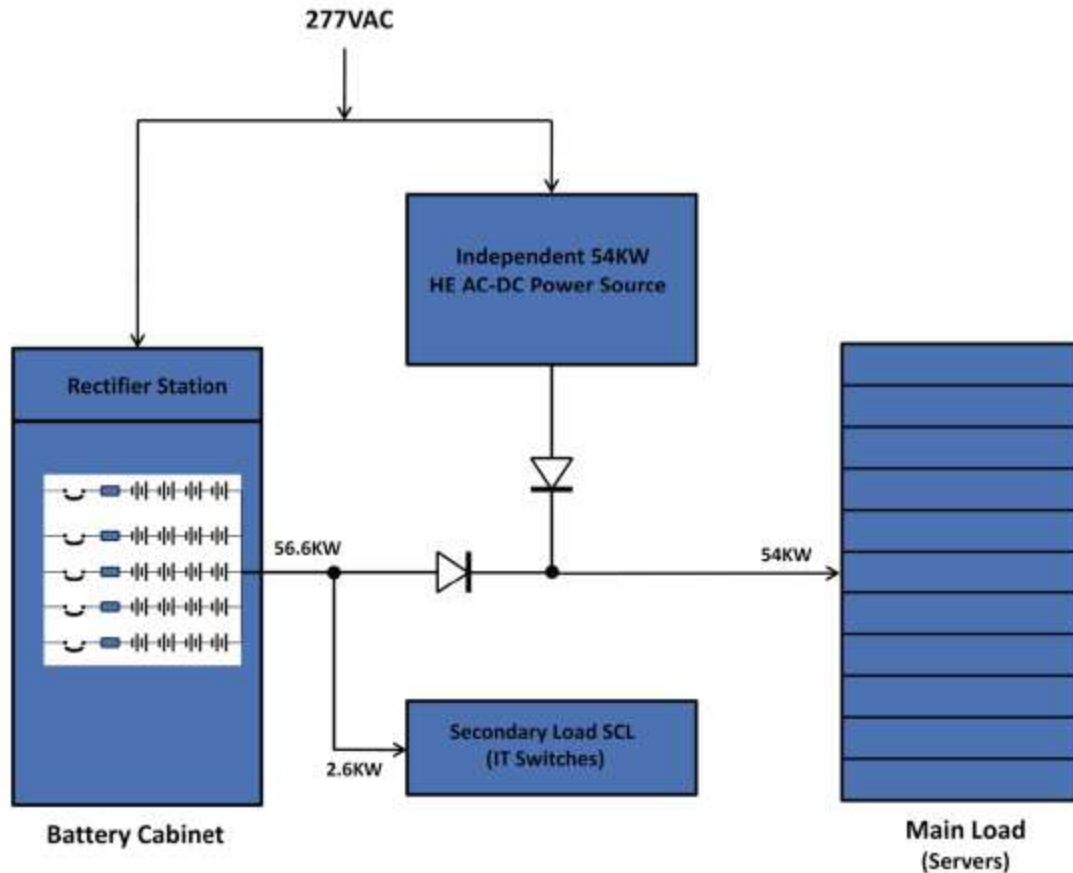 277VAC
Independent 54KW
HE AC-DC Power Source
Rectifier Station
56.6KW
54KW
Secondary Load SCL
(IT Switches)
2.6KW
Battery Cabinet
Main Load
(Servers)